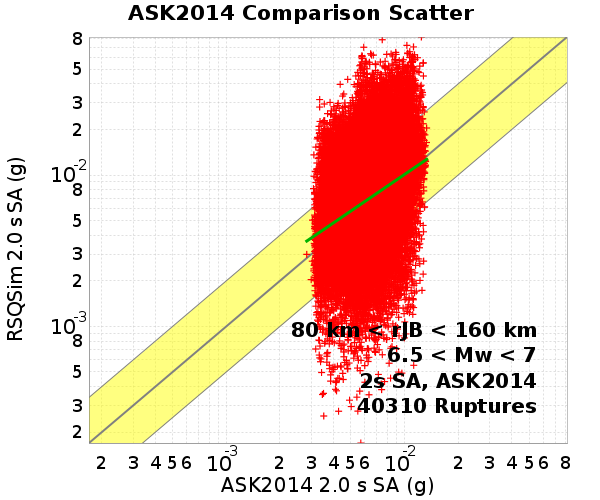 ASK2014 Comparison Scatter
RSQSim 2.0 s SA (g)
8
5
3
2
10-2
8
5
3
2
10-3
8
5
3
2
80 km < rJB < 160 km
6.5 < Mw < 7
2s SA, ASK2014
40310 Ruptures
2 3 4 5 6 10-3 2 3 4 5 6 10-2 2 3 4 5 6 8
ASK2014 2.0 s SA (g)